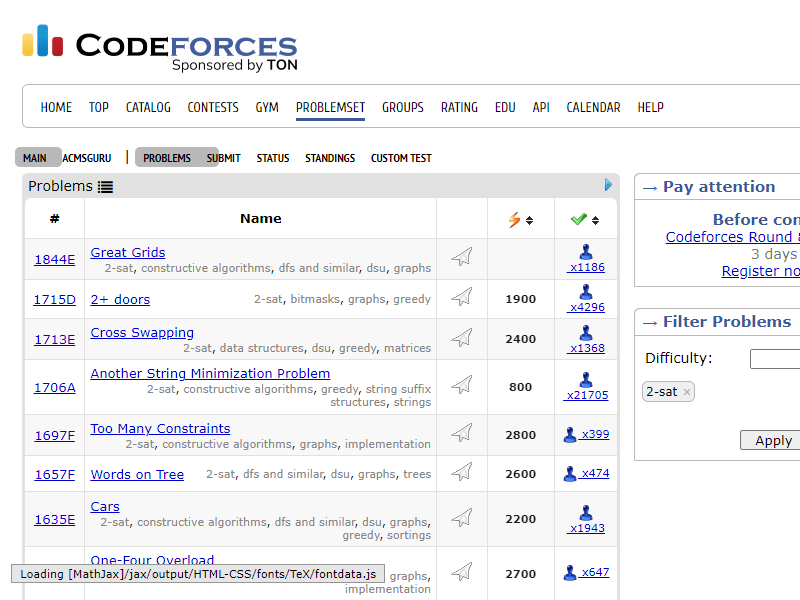 CODEFORCES
Sponsored by TON
HOME TOP CATALOG CONTESTS GYM PROBLEMSET GROUPS RATING EDU API CALENDAR HELP
MAIN ACMSGURU | PROBLEMS SUBMIT STATUS STANDINGS CUSTOM TEST
Problems
# Name
1844E Great Grids x1186
2-sat, constructive algorithms, dfs and similar, dsu, graphs
1715D 2+ doors 2-sat, bitmasks, graphs, greedy 1900 x4296
1713E Cross Swapping 2400 x1368
2-sat, data structures, dsu, greedy, matrices
1706A Another String Minimization Problem 800 x21705
2-sat, constructive algorithms, greedy, string suffix
structures, strings
1697F Too Many Constraints 2800 x399
2-sat, constructive algorithms, graphs, implementation
1657F Words on Tree 2-sat, dfs and similar, dsu, graphs, trees 2600 x474
1635E Cars 2200 x1943
2-sat, constructive algorithms, dfs and similar, dsu, graphs,
greedy, sortings
One-Four Overload 2700 x647
graphs,
implementation
Loading [MathJax]/jax/output/HTML-CSS/fonts/TeX/fontdata.js
→ Pay attention
Before con
Codeforces Round
3 days
Register no
→ Filter Problems
Difficulty:
2-sat ×
Apply